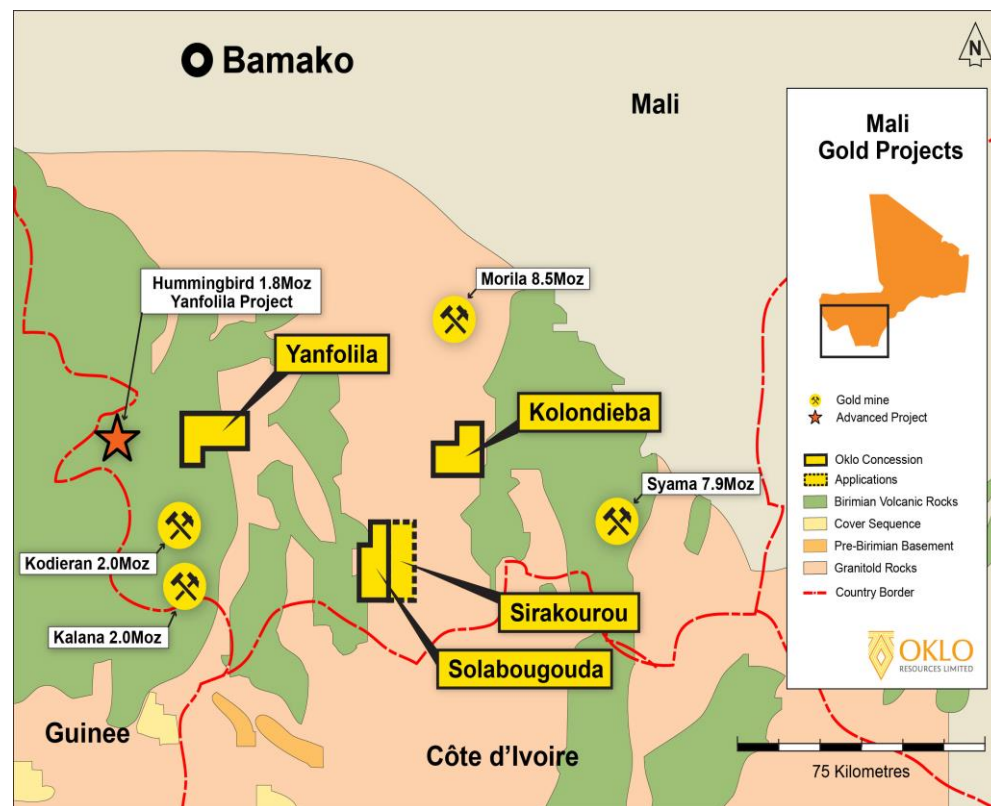 Bamako
Mali
N
Hummingbird 1.8Moz
Yanfolila Project
Morila 8.5Moz
Yanfolila
Kolondieba
Syama 7.9Moz
Kodieran 2.0Moz
Kalana 2.0Moz
Sirakourou
Solabougouda
Guinee
Côte d'Ivoire
Mali
Gold Projects
Gold mine
Advanced Project
Oklo Concession
Applications
Birimian Volcanic Rocks
Cover Sequence
Pre-Birimian Basement
Granitold Rocks
Country Border
OKLO
RESOURCES LIMITED
75 Kilometres